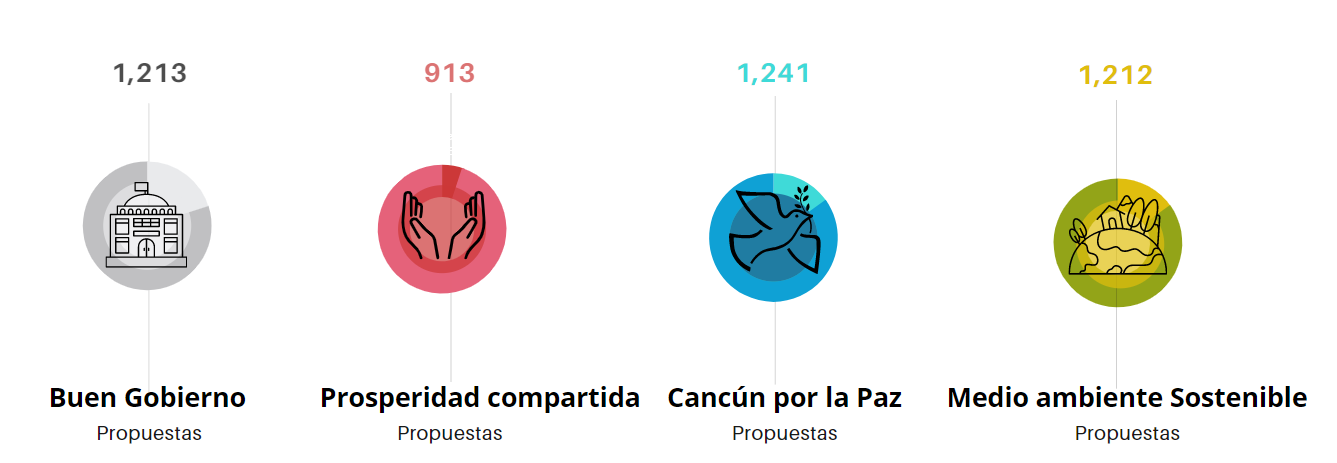 1,213
913
1,241
1,212
Buen Gobierno
Prosperidad compartida
Cancún por la Paz
Medio ambiente Sostenible
Propuestas
Propuestas
Propuestas
Propuestas